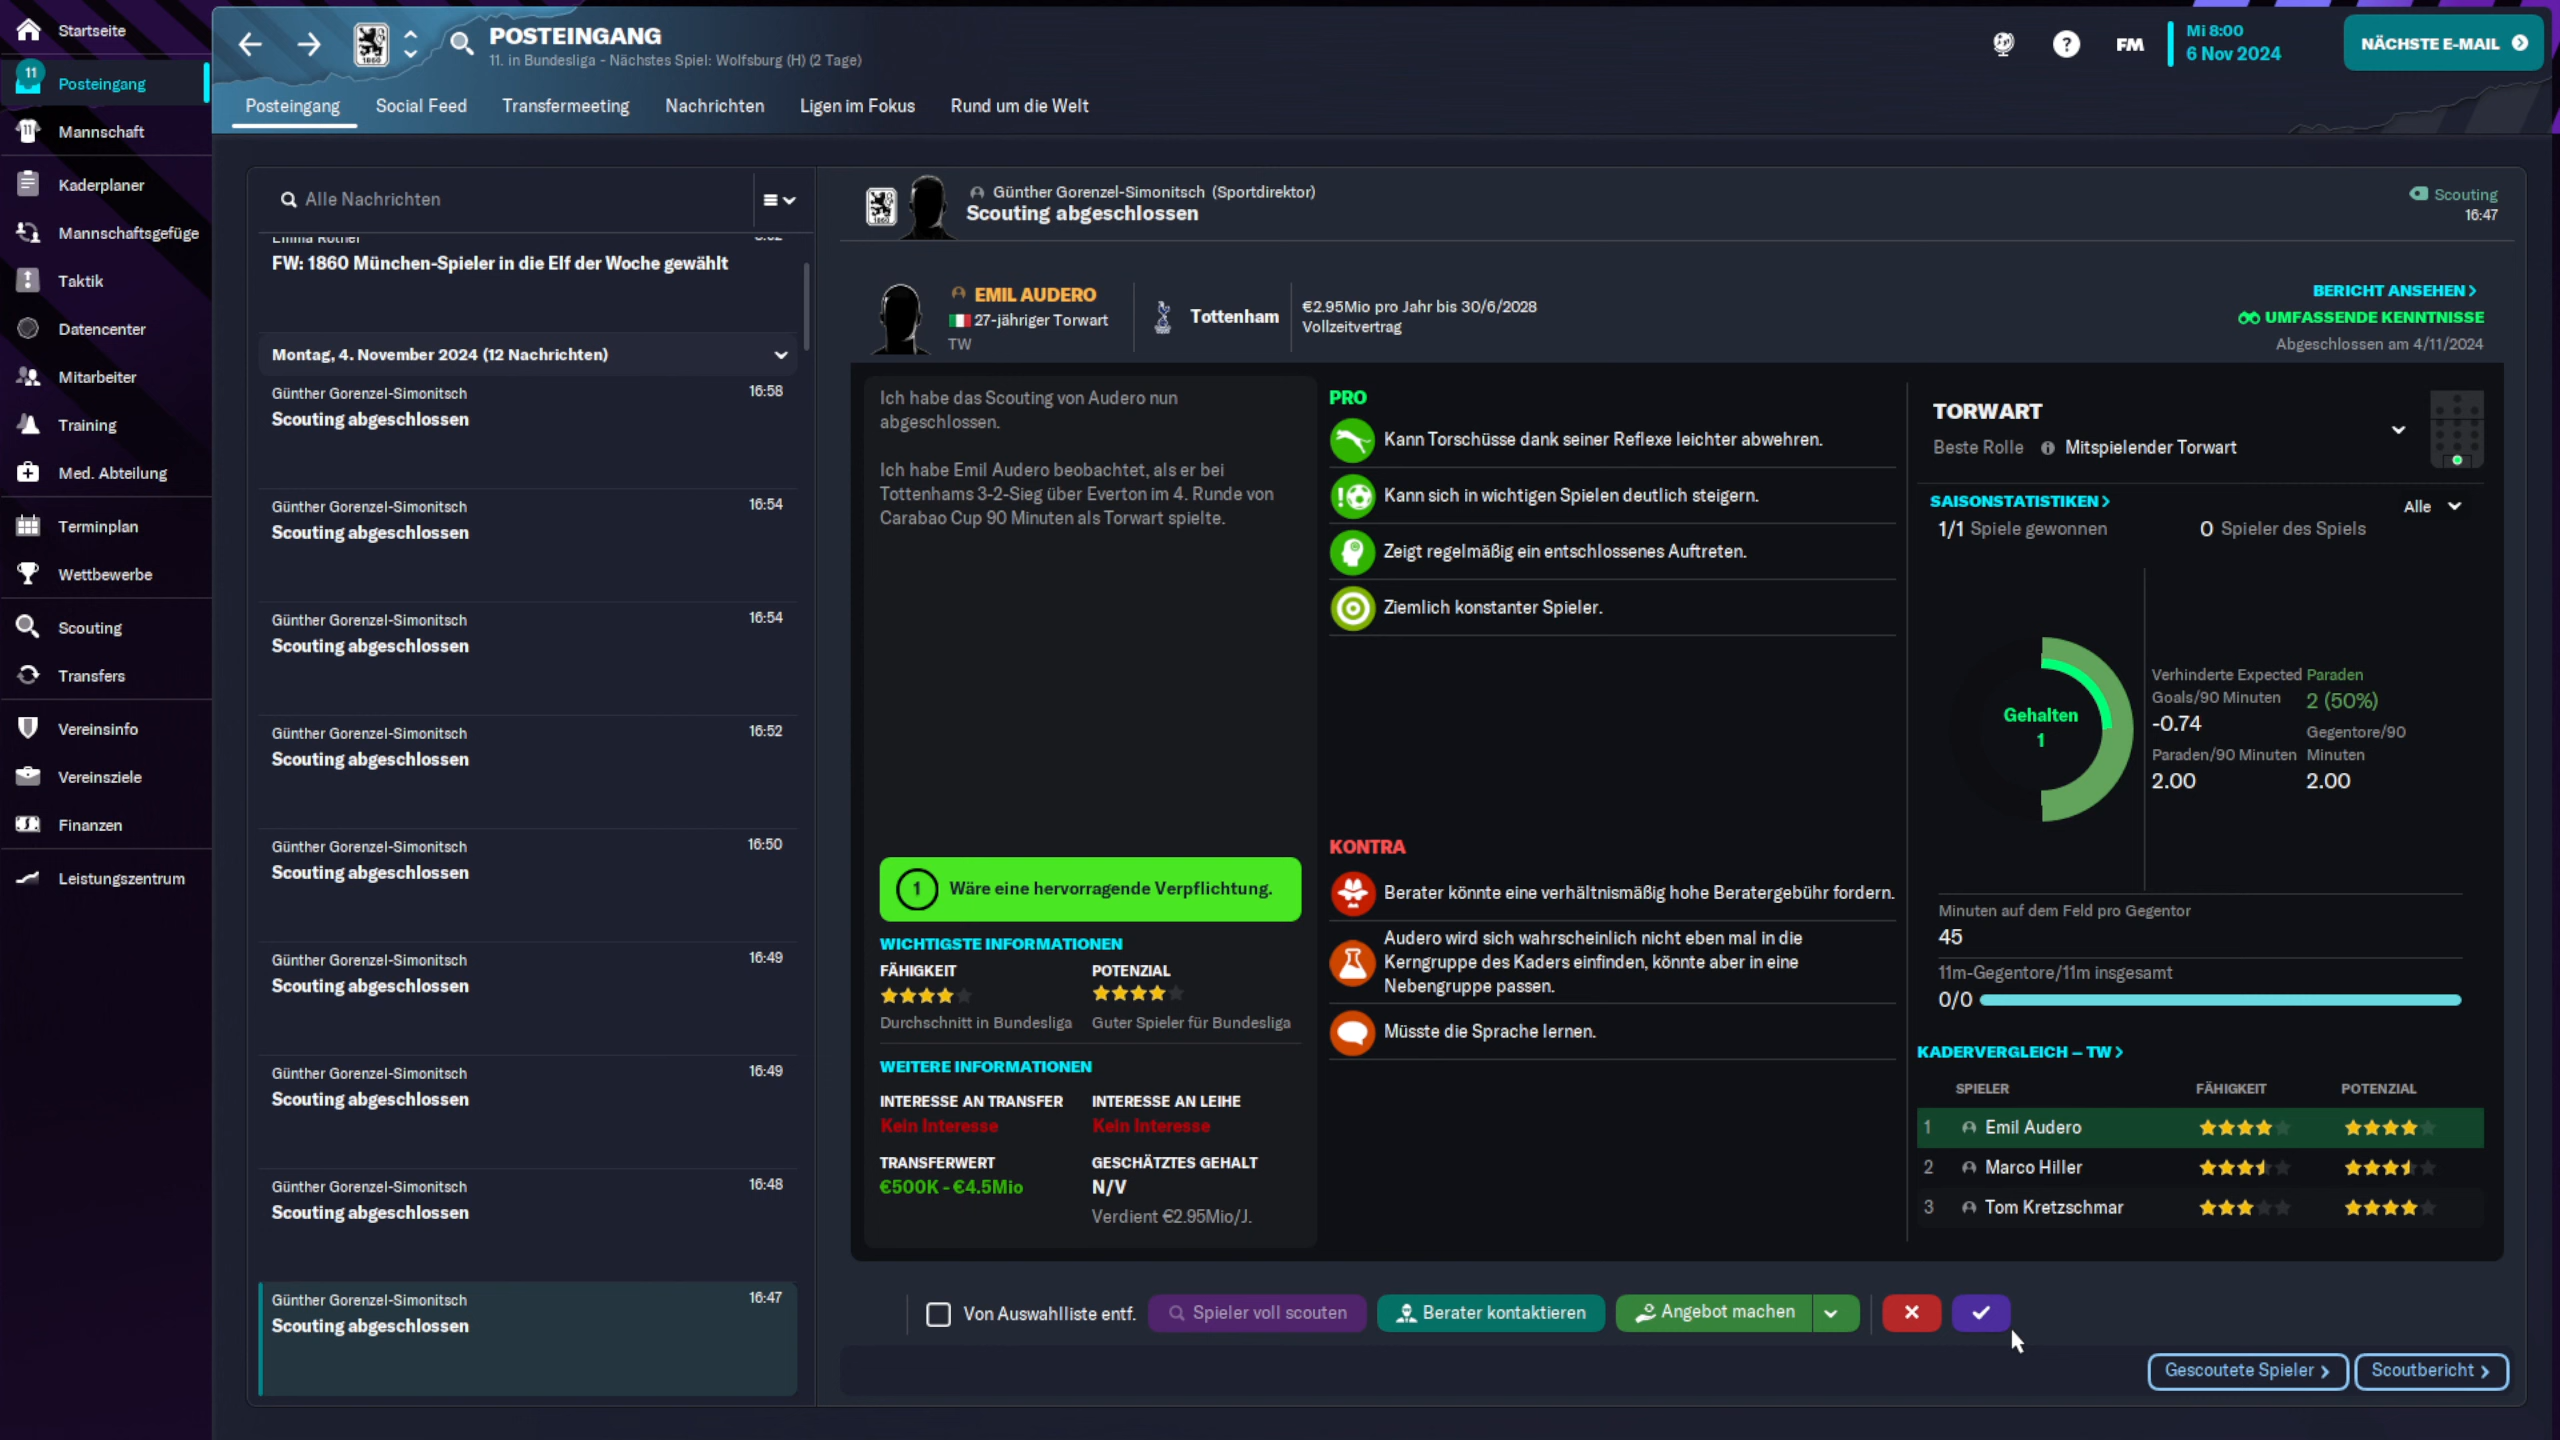 Startseite
11
Posteingang
Mannschaft
Kaderplaner
Mannschaftsgefüge
Taktik
Datencenter
Mitarbeiter
Training
Med. Abteilung
Terminplan
Wettbewerbe
Scouting
Transfers
Vereinsinfo
Vereinsziele
Finanzen
Leistungszentrum
POSTEINGANG
11. in Bundesliga - Nächstes Spiel: Wolfsburg (H) (2 Tage)
FM
Mi 8:00
6 Nov 2024
NÄCHSTE E-MAIL
Posteingang Social Feed Transfermeeting Nachrichten Ligen im Fokus Rund um die Welt
Alle Nachrichten
FW: 1860 München-Spieler in die Elf der Woche gewählt
Montag, 4. November 2024 (12 Nachrichten)
Günther Gorenzel-Simonitsch 16:58
Scouting abgeschlossen
Günther Gorenzel-Simonitsch 16:54
Scouting abgeschlossen
Günther Gorenzel-Simonitsch 16:54
Scouting abgeschlossen
Günther Gorenzel-Simonitsch 16:52
Scouting abgeschlossen
Günther Gorenzel-Simonitsch 16:50
Scouting abgeschlossen
Günther Gorenzel-Simonitsch 16:49
Scouting abgeschlossen
Günther Gorenzel-Simonitsch 16:49
Scouting abgeschlossen
Günther Gorenzel-Simonitsch 16:48
Scouting abgeschlossen
Günther Gorenzel-Simonitsch 16:47
Scouting abgeschlossen
Günther Gorenzel-Simonitsch (Sportdirektor)
Scouting abgeschlossen
Scouting
16:47
EMIL AUDERO
27-jähriger Torwart
TW
Tottenham
€2.95Mio pro Jahr bis 30/6/2028
Vollzeitvertrag
BERICHT ANSEHEN
UMFASSENDE KENNTNISSE
Abgeschlossen am 4/11/2024
Ich habe das Scouting von Audero nun
abgeschlossen.
Ich habe Emil Audero beobachtet, als er bei
Tottenhams 3-2-Sieg über Everton im 4. Runde von
Carabao Cup 90 Minuten als Torwart spielte.
1 Wäre eine hervorragende Verpflichtung.
WICHTIGSTE INFORMATIONEN
FÄHIGKEIT POTENZIAL
Durchschnitt in Bundesliga Guter Spieler für Bundesliga
WEITERE INFORMATIONEN
INTERESSE AN TRANSFER INTERESSE AN LEIHE
Kein Interesse Kein Interesse
TRANSFERWERT GESCHÄTZTES GEHALT
€500K - €4.5Mio N/V
Verdient €2.95Mio/J.
PRO
Kann Torschüsse dank seiner Reflexe leichter abwehren.
Kann sich in wichtigen Spielen deutlich steigern.
Zeigt regelmäßig ein entschlossenes Auftreten.
Ziemlich konstanter Spieler.
KONTRA
Berater könnte eine verhältnismäßig hohe Beratergebühr fordern.
Audero wird sich wahrscheinlich nicht eben mal in die
Kerngruppe des Kaders einfinden, könnte aber in eine
Nebengruppe passen.
Müsste die Sprache lernen.
TORWART
Beste Rolle Mitspielender Torwart
SAISONSTATISTIKEN
Alle
1/1 Spiele gewonnen 0 Spieler des Spiels
Gehalten
1
Verhinderte Expected
Goals/90 Minuten
-0.74
Paraden
2 (50%)
Paraden/90 Minuten
2.00
Gegentore/90
Minuten
2.00
Minuten auf dem Feld pro Gegentor
45
11m-Gegentore/11m insgesamt
0/0
KADERVERGLEICH – TW
SPIELER FÄHIGKEIT POTENZIAL
1 Emil Audero
2 Marco Hiller
3 Tom Kretzschmar
Von Auswahlliste entf. Spieler voll scouten Berater kontaktieren Angebot machen
Gescoutete Spieler Scoutbericht